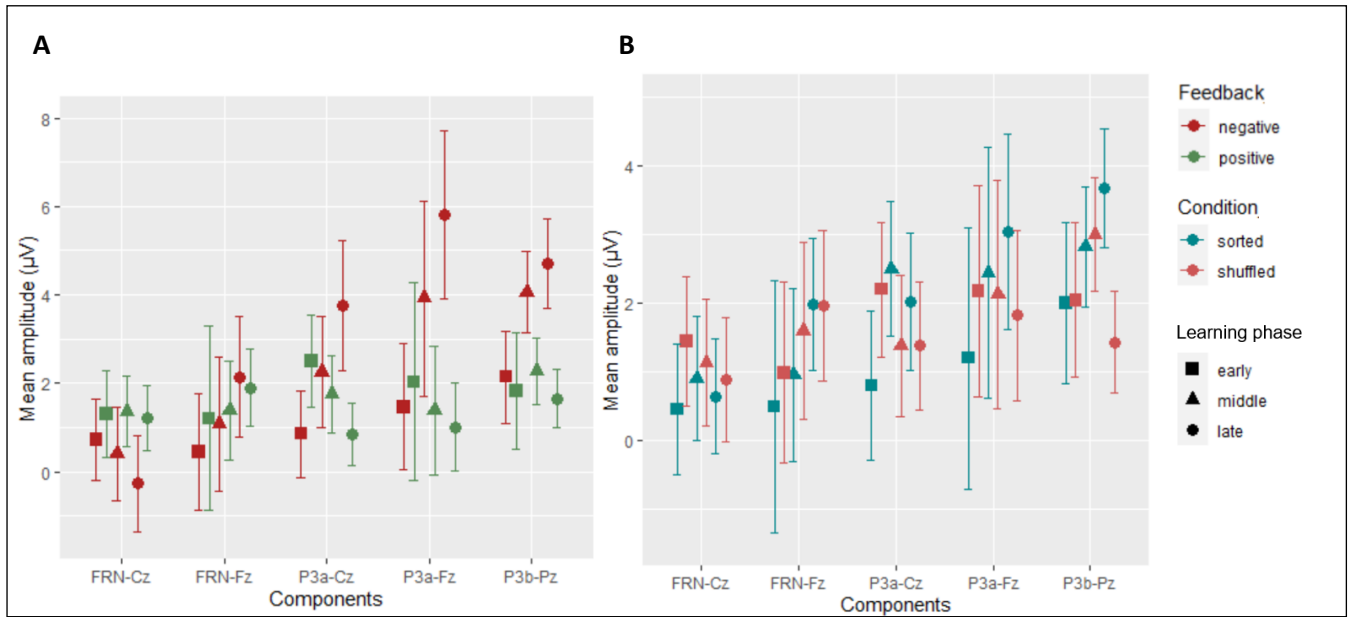 A
B
Mean amplitude (μV)
8
6
4
2
0
FRN-Cz FRN-Fz P3a-Cz P3a-Fz P3b-Pz
Components
Mean amplitude (μV)
4
2
0
FRN-Cz FRN-Fz P3a-Cz P3a-Fz P3b-Pz
Components
Feedback
negative
positive
Condition
sorted
shuffled
Learning phase
early
middle
late